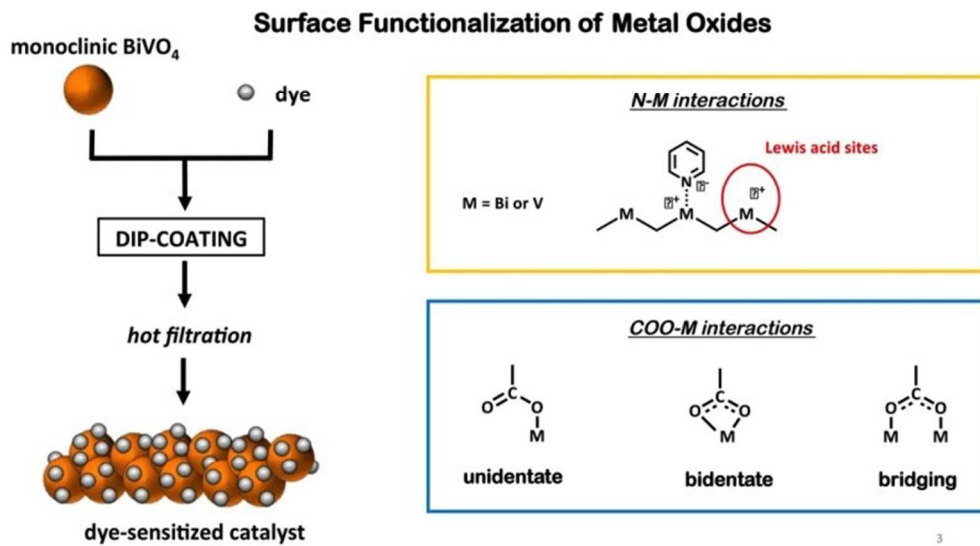 Surface Functionalization of Metal Oxides
monoclinic BiVO₄
dye
DIP-COATING
hot filtration
dye-sensitized catalyst
N-M interactions
Lewis acid sites
M = Bi or V
N
?-
?+
?+
M
M
M
COO-M interactions
O C O
M
unidentate
O C O
M
bidentate
O C O
M M
bridging
3